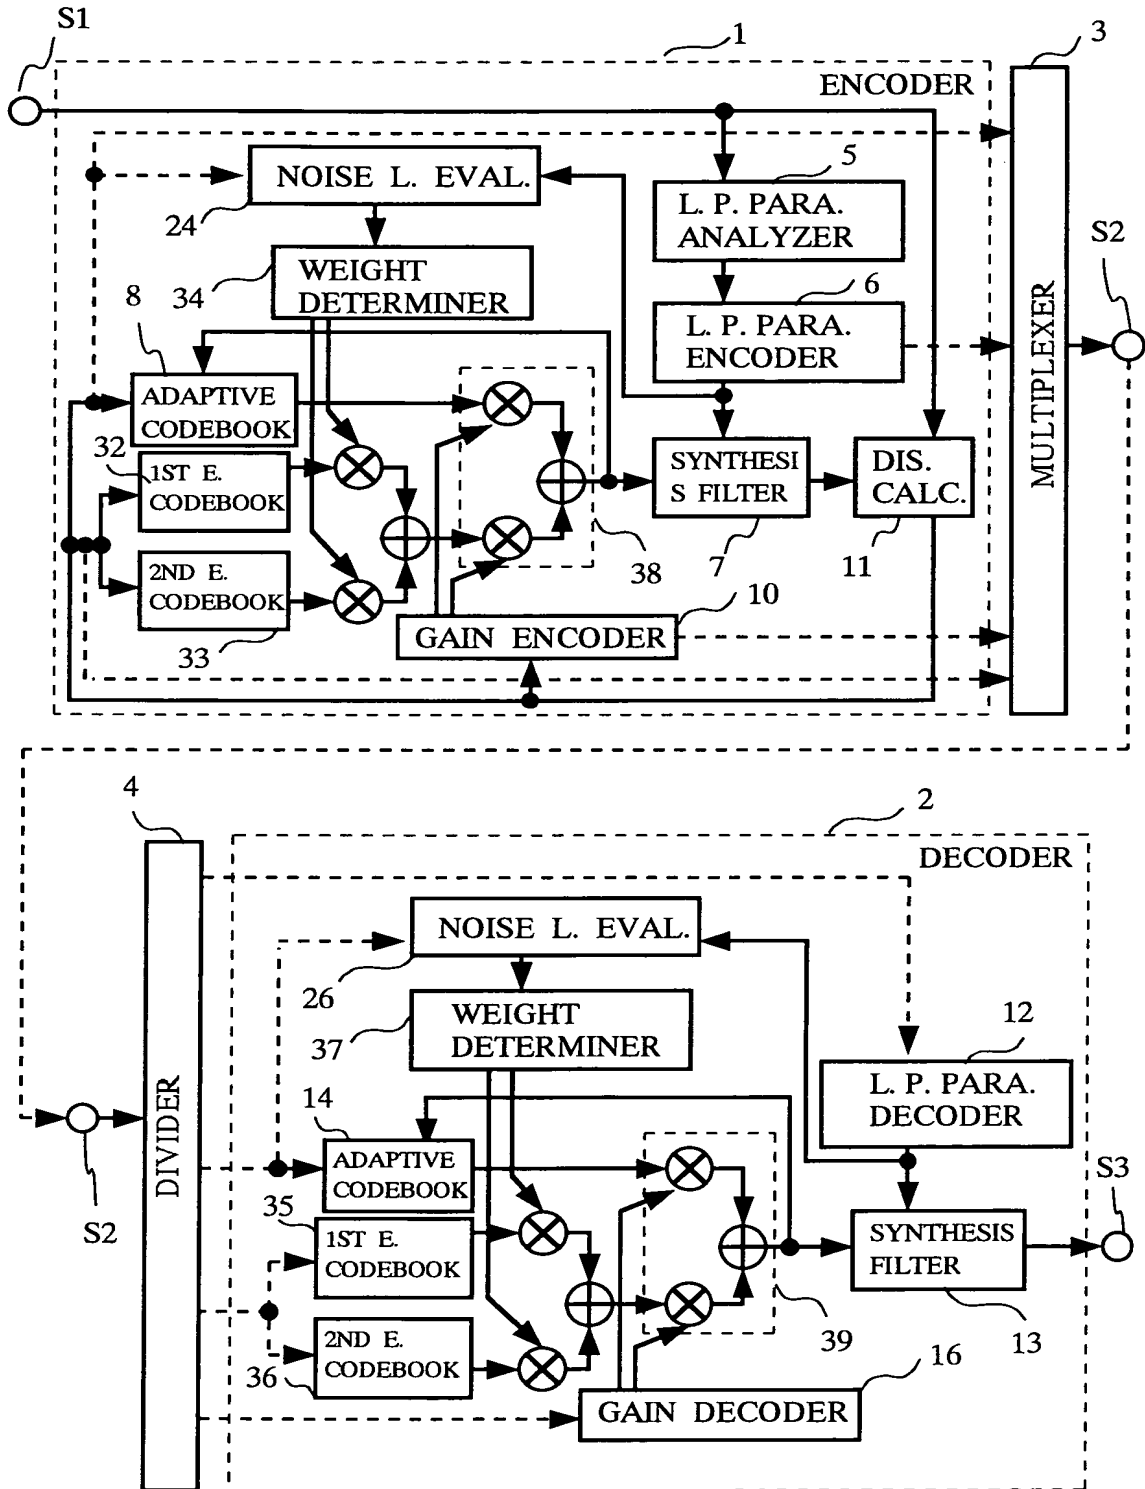 S1
1
3
ENCODER
NOISE L. EVAL.
5
24
L. P. PARA.
ANALYZER
S2
WEIGHT
DETERMINER
34
6
8
L. P. PARA.
ENCODER
MULTIPLEXER
ADAPTIVE
CODEBOOK
32
1ST E.
CODEBOOK
SYNTHESI
S FILTER
DIS.
CALC.
7
11
38
2ND E.
CODEBOOK
10
33
GAIN ENCODER
4
2
DECODER
NOISE L. EVAL.
26
WEIGHT
DETERMINER
37
12
L. P. PARA.
DECODER
14
DIVIDER
ADAPTIVE
CODEBOOK
S2
S3
35
1ST E.
CODEBOOK
SYNTHESIS
FILTER
13
39
2ND E.
CODEBOOK
36
16
GAIN DECODER